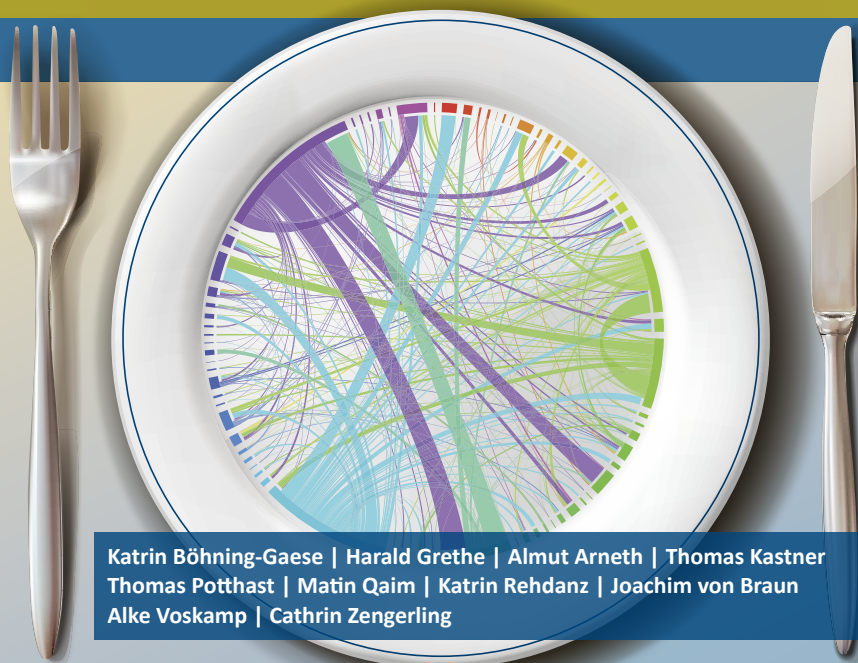 Katrin Böhning-Gaese | Harald Grethe | Almut Arneth | Thomas Kastner
Thomas Potthast | Matin Qaim | Katrin Rehdanz | Joachim von Braun
Alke Voskamp | Cathrin Zengerling